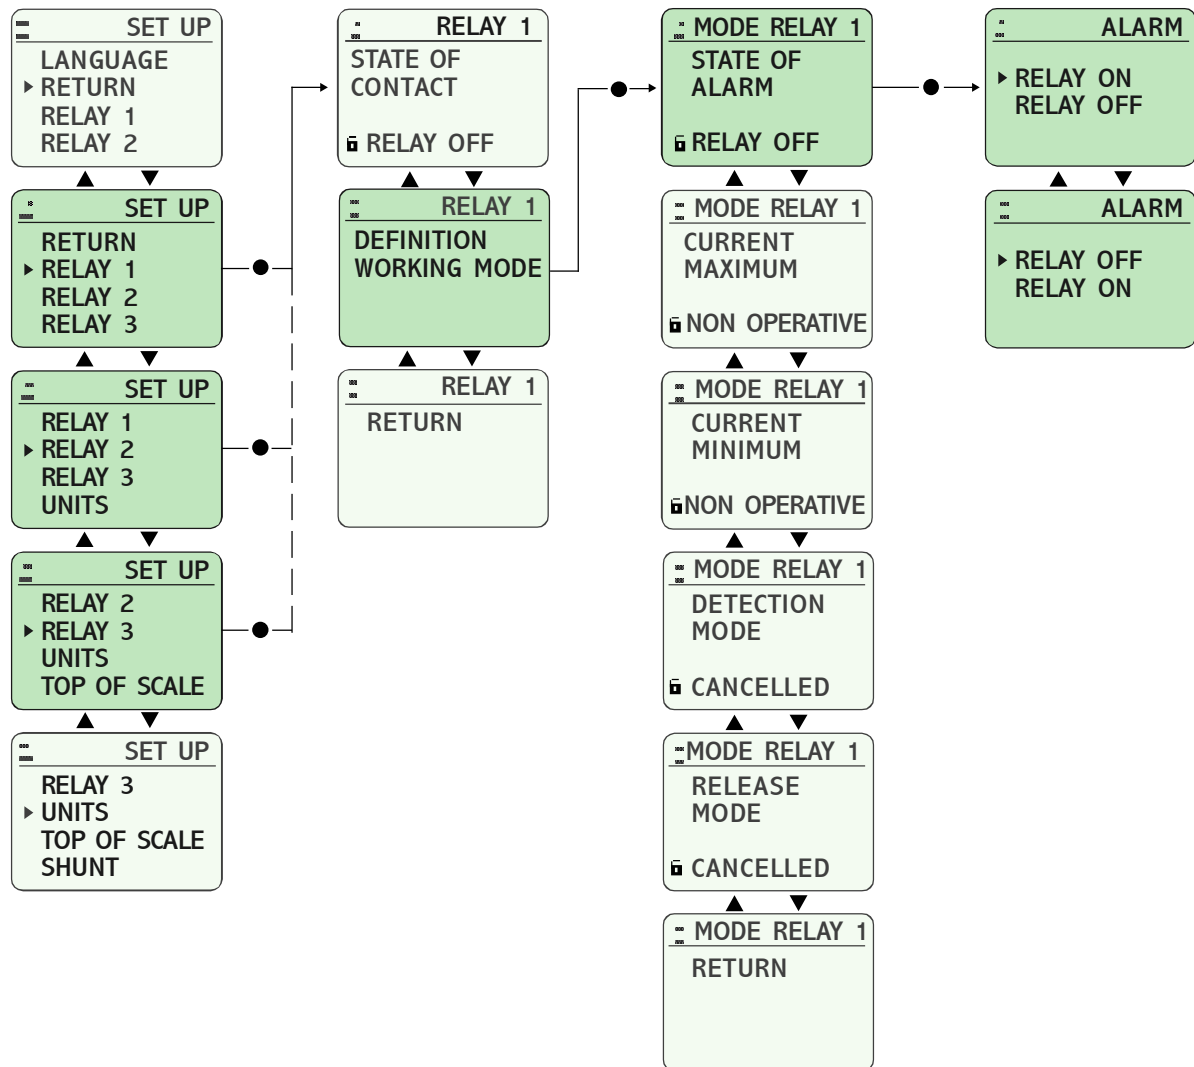 SET UP
LANGUAGE
RETURN
RELAY 1
RELAY 2
SET UP
RETURN
RELAY 1
RELAY 2
RELAY 3
SET UP
RELAY 1
RELAY 2
RELAY 3
UNITS
SET UP
RELAY 2
RELAY 3
UNITS
TOP OF SCALE
SET UP
RELAY 3
UNITS
TOP OF SCALE
SHUNT
RELAY 1
STATE OF
CONTACT
RELAY OFF
RELAY 1
DEFINITION
WORKING MODE
RELAY 1
RETURN
MODE RELAY 1
STATE OF
ALARM
RELAY OFF
MODE RELAY 1
CURRENT
MAXIMUM
NON OPERATIVE
MODE RELAY 1
CURRENT
MINIMUM
NON OPERATIVE
MODE RELAY 1
DETECTION
MODE
CANCELLED
MODE RELAY 1
RELEASE
MODE
CANCELLED
MODE RELAY 1
RETURN
ALARM
RELAY ON
RELAY OFF
ALARM
RELAY OFF
RELAY ON